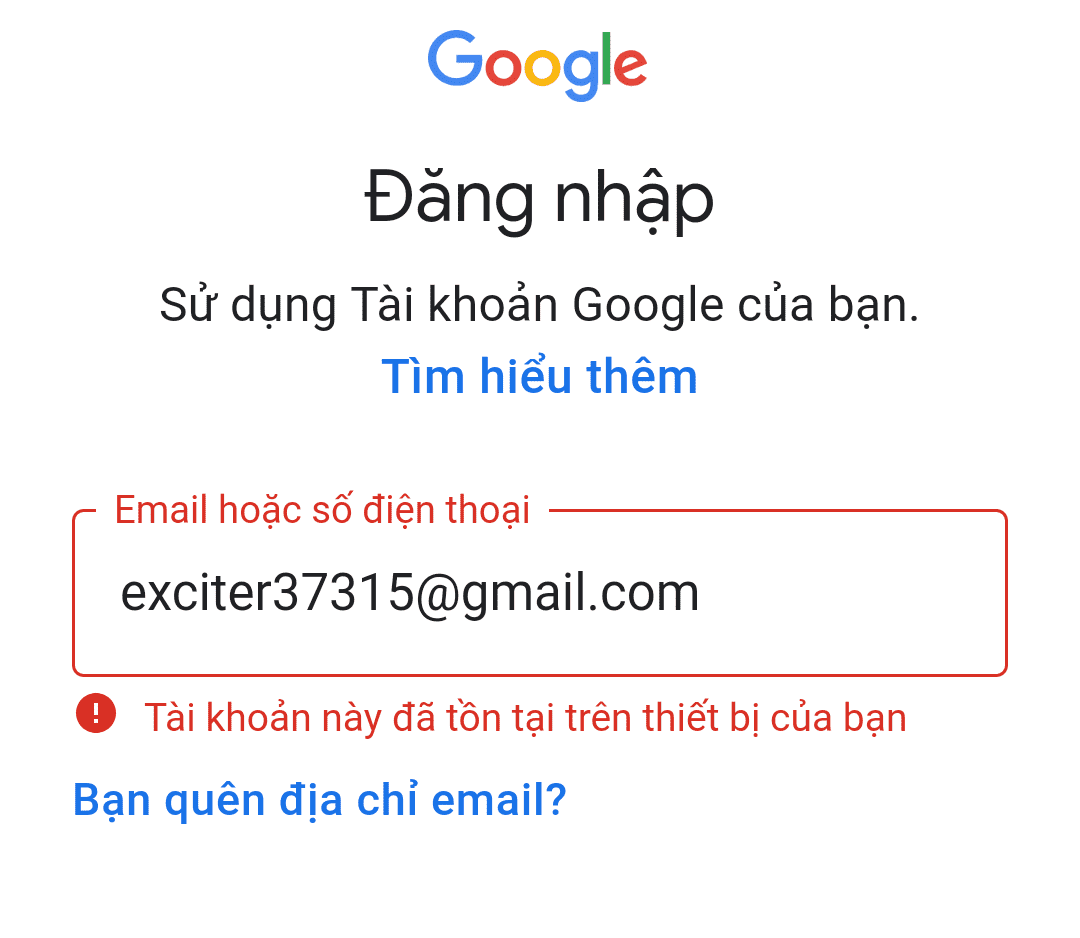 Google
Đăng nhập
Sử dụng Tài khoản Google của bạn.
Tìm hiểu thêm
Email hoặc số điện thoại
exciter37315@gmail.com
Tài khoản này đã tồn tại trên thiết bị của bạn
Bạn quên địa chỉ email?